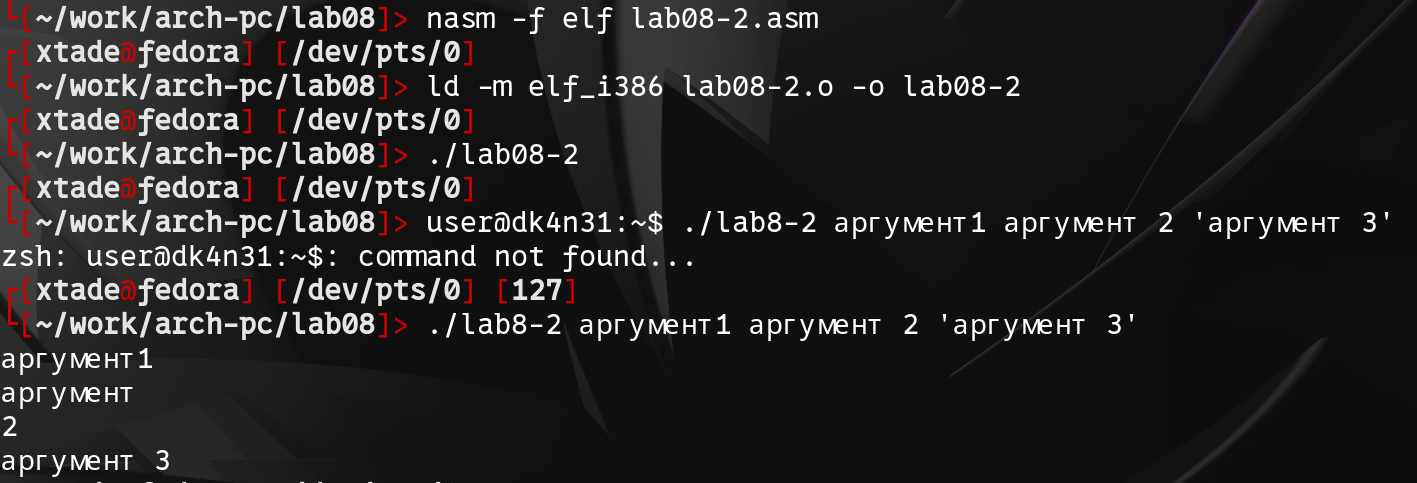 [~/work/arch-pc/lab08]> nasm -f elf lab08-2.asm
[xtade@fedora] [/dev/pts/0]
[~/work/arch-pc/lab08]> ld -m elf_i386 lab08-2.o -o lab08-2
[xtade@fedora] [/dev/pts/0]
[~/work/arch-pc/lab08]> ./lab08-2
[xtade@fedora] [/dev/pts/0]
[~/work/arch-pc/lab08]> user@dk4n31:~$ ./lab8-2 аргумент1 аргумент 2 'аргумент 3'
zsh: user@dk4n31:~$: command not found...
[xtade@fedora] [/dev/pts/0] [127]
[~/work/arch-pc/lab08]> ./lab8-2 аргумент1 аргумент 2 'аргумент 3'
аргумент1
аргумент
2
аргумент 3